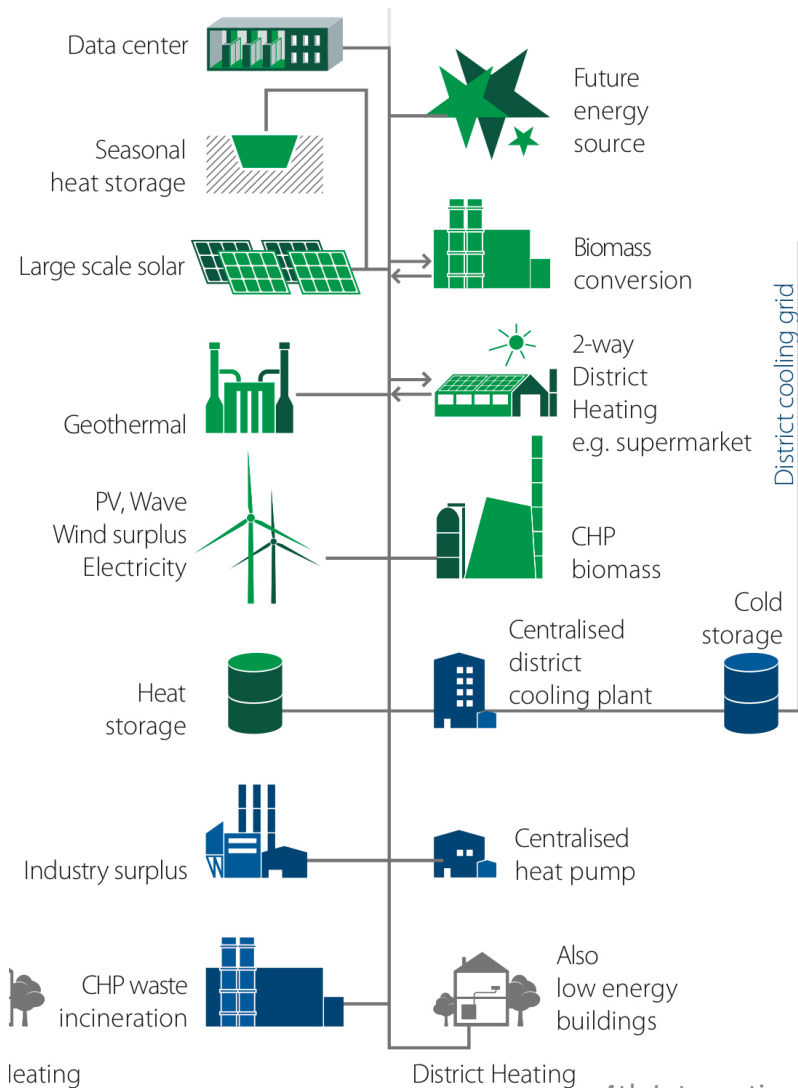 Data center
Future
energy
source
Seasonal
heat storage
Large scale solar
Biomass
conversion
District cooling grid
2-way
District
Heating
e.g. supermarket
Geothermal
PV, Wave
Wind surplus
Electricity
CHP
biomass
Cold
storage
Centralised
district
cooling plant
Heat
storage
Industry surplus
Centralised
heat pump
CHP waste
incineration
Also
low energy
buildings
District Heating